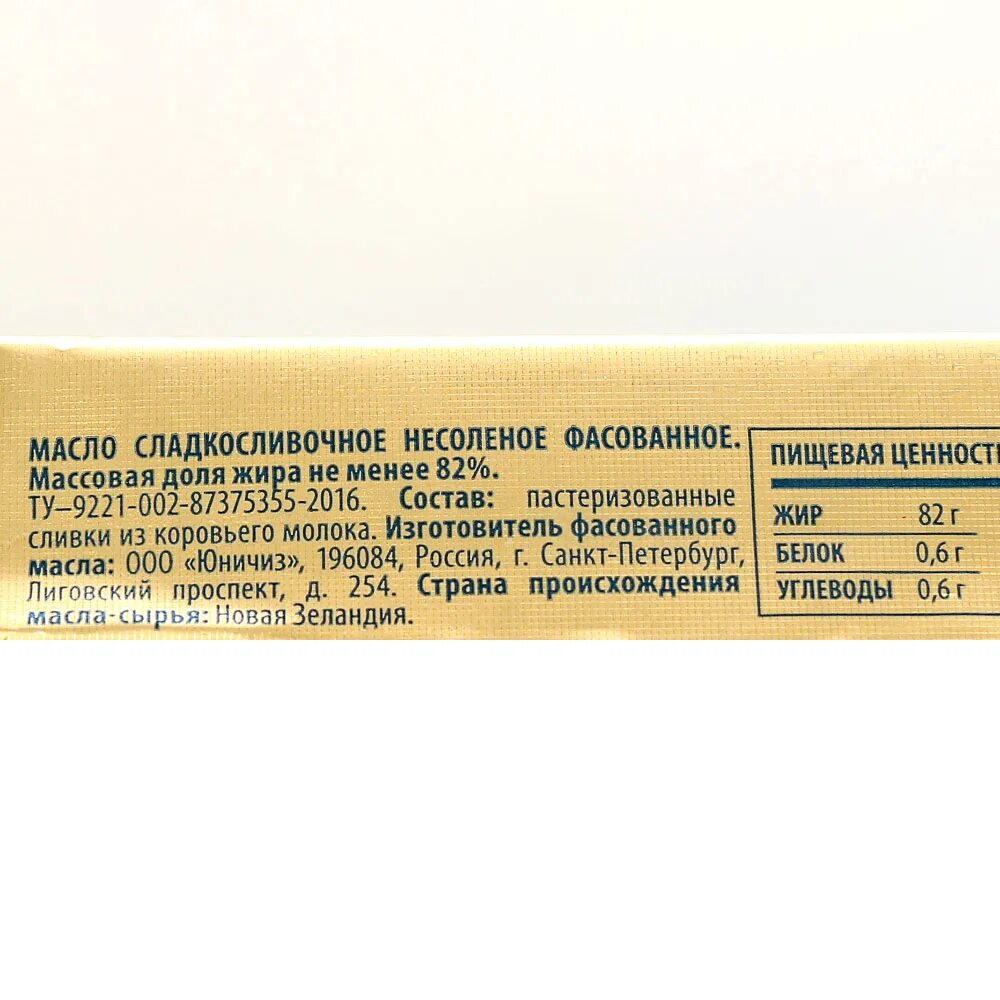 МАСЛО СЛАДКОСЛИВОЧНОЕ НЕСОЛЕНОЕ ФАСОВАННОЕ.
Массовая доля жира не менее 82%.
ТУ–9221-002-87375355-2016. Состав: пастеризованные
сливки из коровьего молока. Изготовитель фасованного
масла: ООО «Юничиз», 196084, Россия, г. Санкт-Петербург,
Лиговский проспект, д. 254. Страна происхождения
масла-сырья: Новая Зеландия.
ПИЩЕВАЯ ЦЕННОСТ
ЖИР 82 г
БЕЛОК 0,6 г
УГЛЕВОДЫ 0,6 г